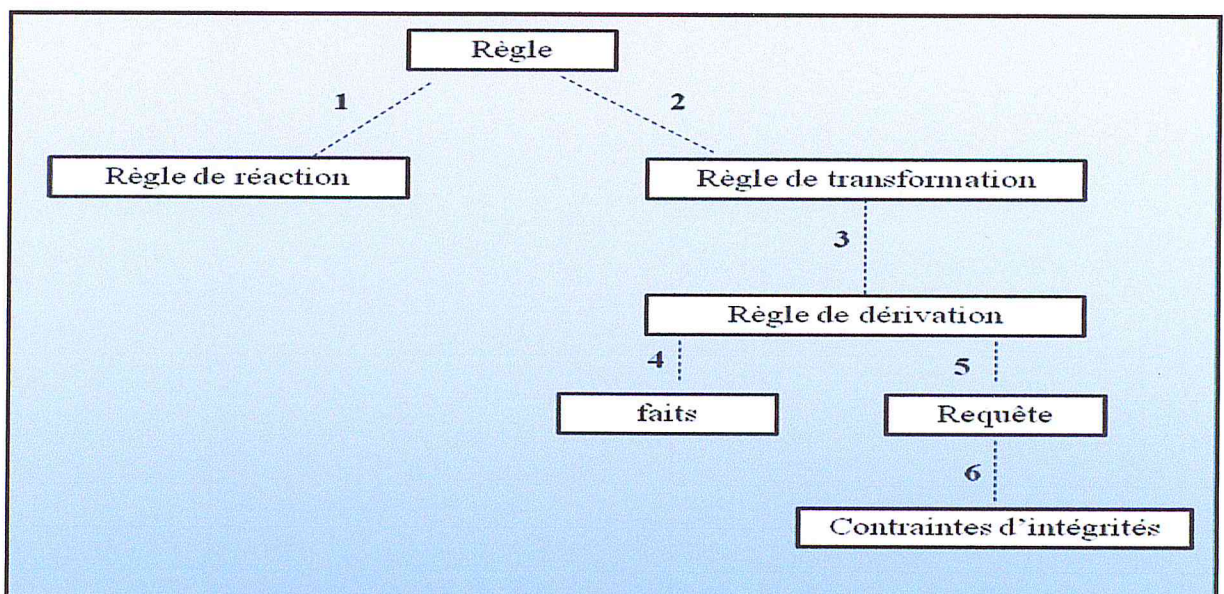 Règle
1
2
Règle de réaction
Règle de transformation
3
Règle de dérivation
4
5
faits
Requête
6
Contraintes d'intégrités